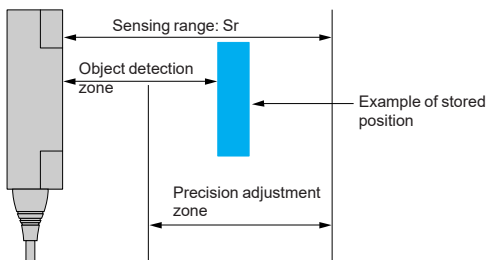 Sensing range: Sr
Object detection
zone
Example of stored
position
Precision adjustment
zone